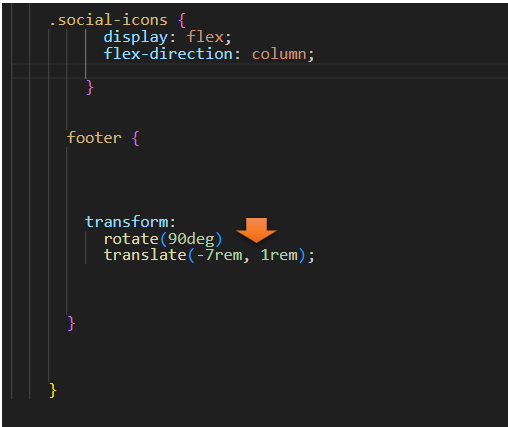 .social-icons {
display: flex;
flex-direction: column;
}
footer {
transform:
rotate(90deg)
translate(-7rem, 1rem);
}
}